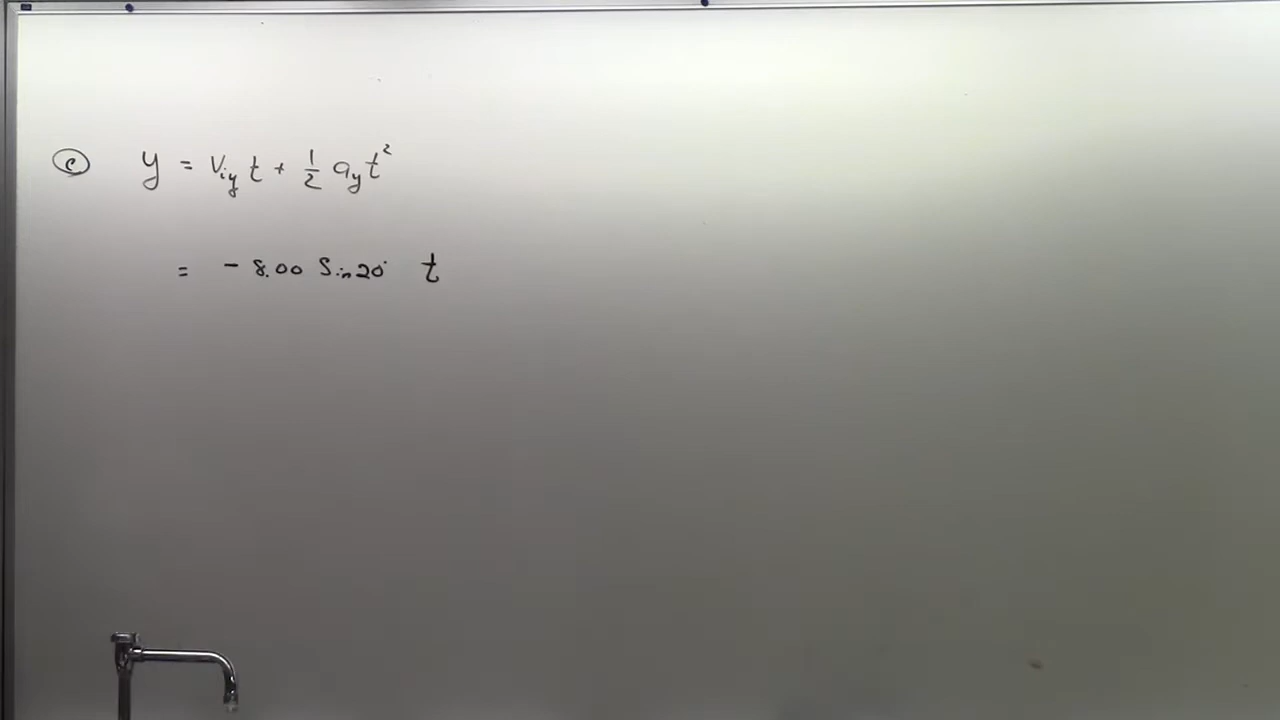 ⓒ y = v_iy t + 1/2 a_y t²
= - 8.00 Sin20° t